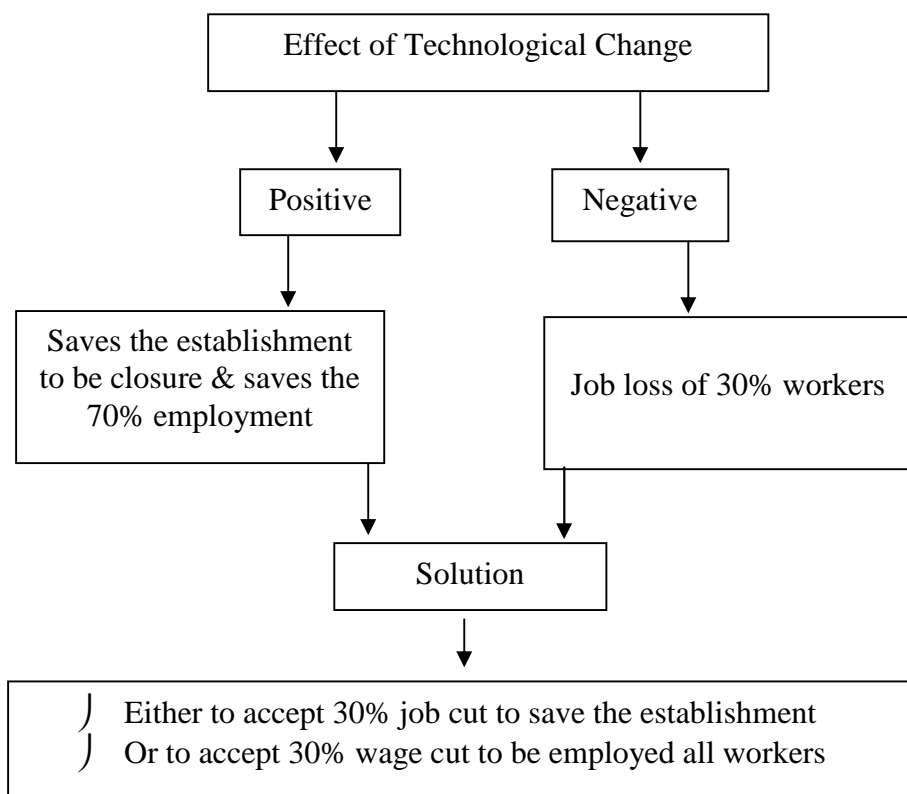 Effect of Technological Change
Positive
Negative
Saves the establishment
to be closure & saves the
70% employment
Job loss of 30% workers
Solution
Either to accept 30% job cut to save the establishment
Or to accept 30% wage cut to be employed all workers